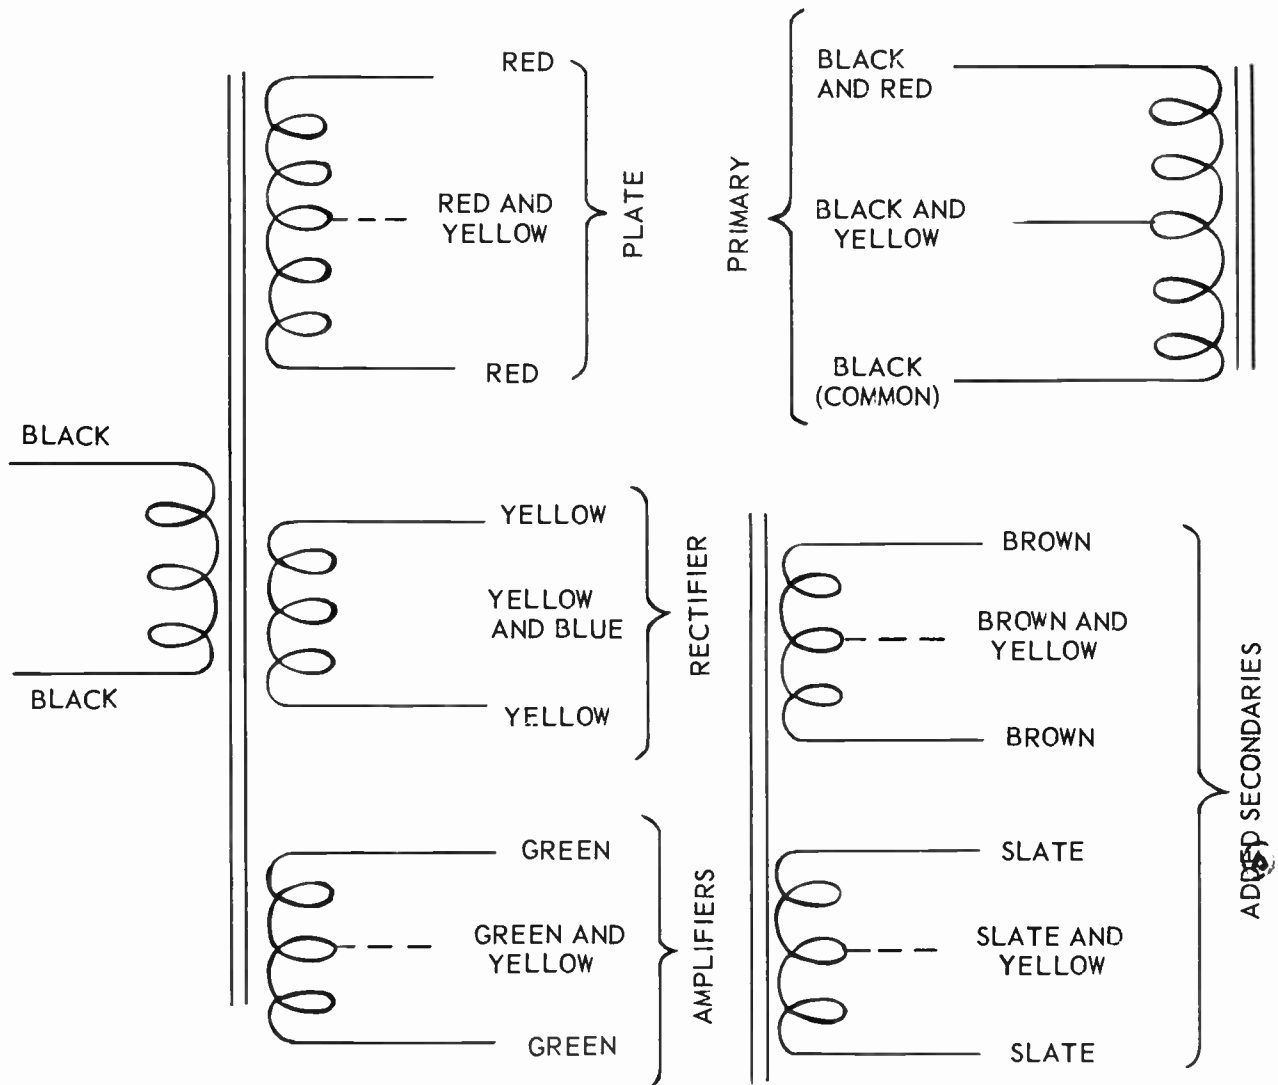 RED
RED AND
YELLOW
RED
PLATE
PRIMARY
BLACK
AND RED
BLACK AND
YELLOW
BLACK
(COMMON)
BLACK
BLACK
YELLOW
YELLOW
AND BLUE
YELLOW
RECTIFIER
GREEN
GREEN AND
YELLOW
GREEN
AMPLIFIERS
BROWN
BROWN AND
YELLOW
BROWN
SLATE
SLATE AND
YELLOW
SLATE
ADDED SECONDARIES